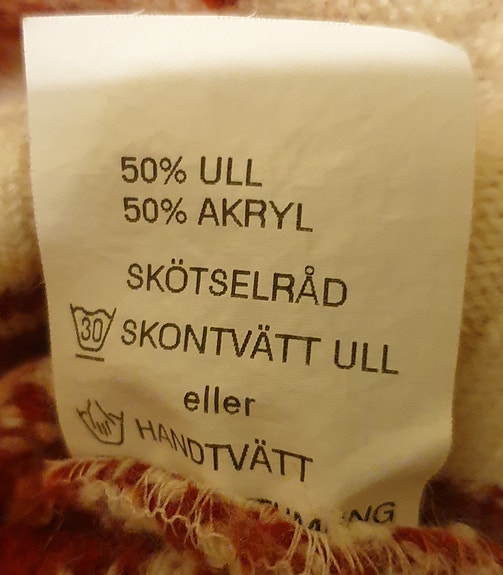 50% ULL
50% AKRYL
SKÖTSELRÅD
30 SKONTVÄTT ULL
eller
HANDTVÄTT